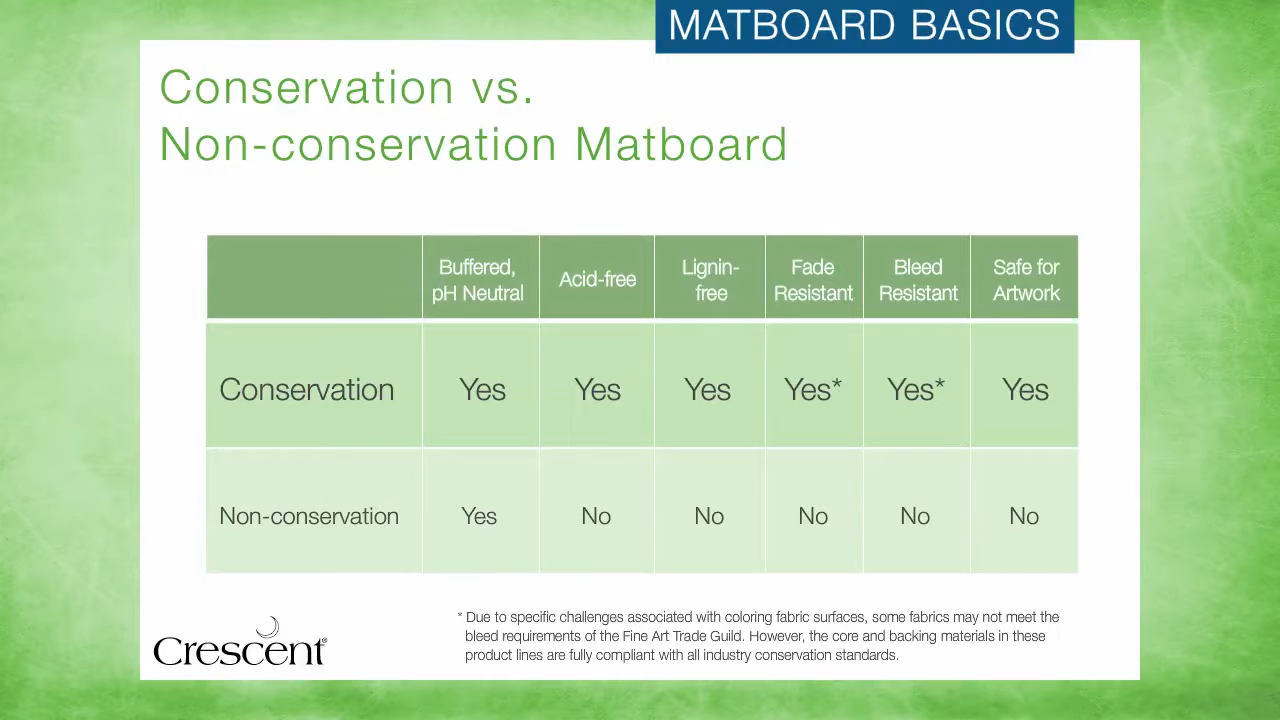 MATBOARD BASICS
Conservation vs.
Non-conservation Matboard
Buffered, pH Neutral Acid-free Lignin-free Fade Resistant Bleed Resistant Safe for Artwork
Conservation Yes Yes Yes Yes* Yes* Yes
Non-conservation Yes No No No No No
* Due to specific challenges associated with coloring fabric surfaces, some fabrics may not meet the
bleed requirements of the Fine Art Trade Guild. However, the core and backing materials in these
product lines are fully compliant with all industry conservation standards.
Crescent®